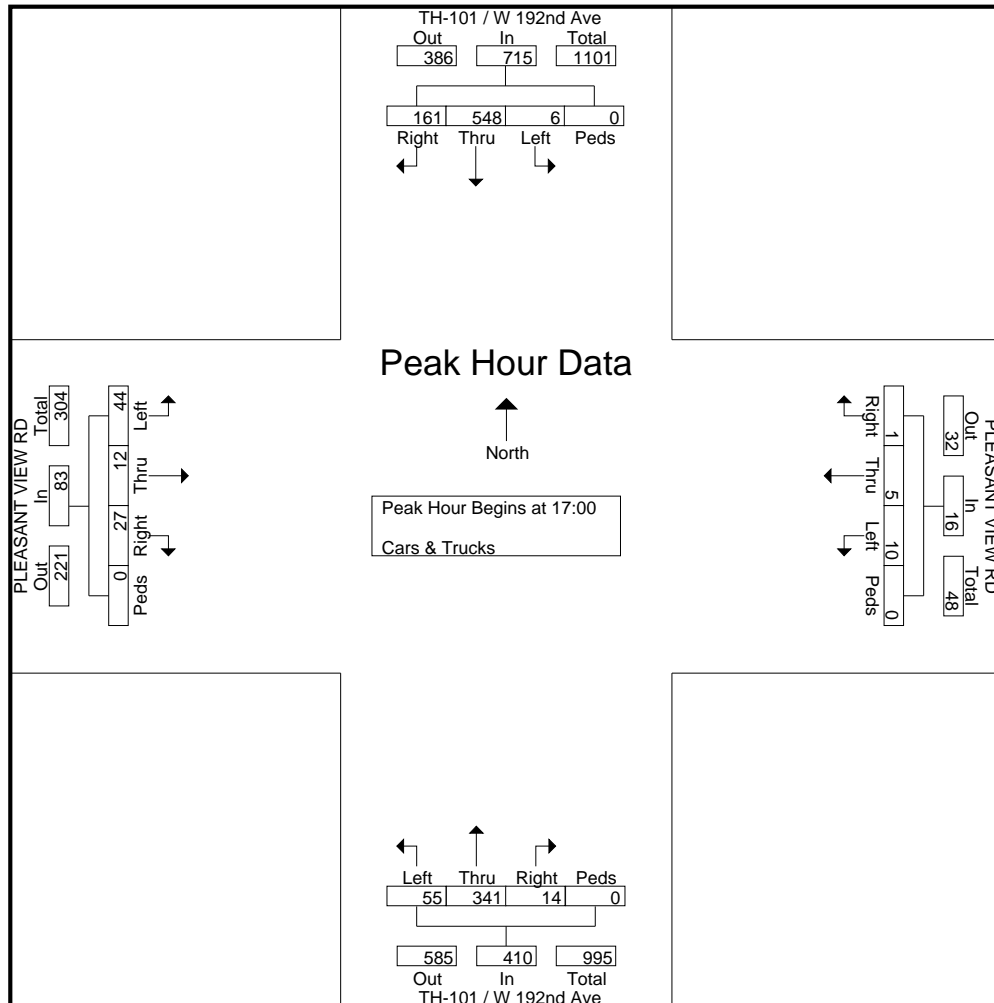 TH-101 / W 192nd Ave
Out In Total
386 715 1101
161 548 6 0
Right Thru Left Peds
Peak Hour Data
North
Peak Hour Begins at 17:00
Cars & Trucks
PLEASANT VIEW RD
Total In Out
304 83 221
44 12 27 0
Left Thru Right Peds
Right Thru Left Peds
1 5 10 0
32 16 48
Out In Total
PLEASANT VIEW RD
Left Thru Right Peds
55 341 14 0
585 410 995
Out In Total
TH-101 / W 192nd Ave